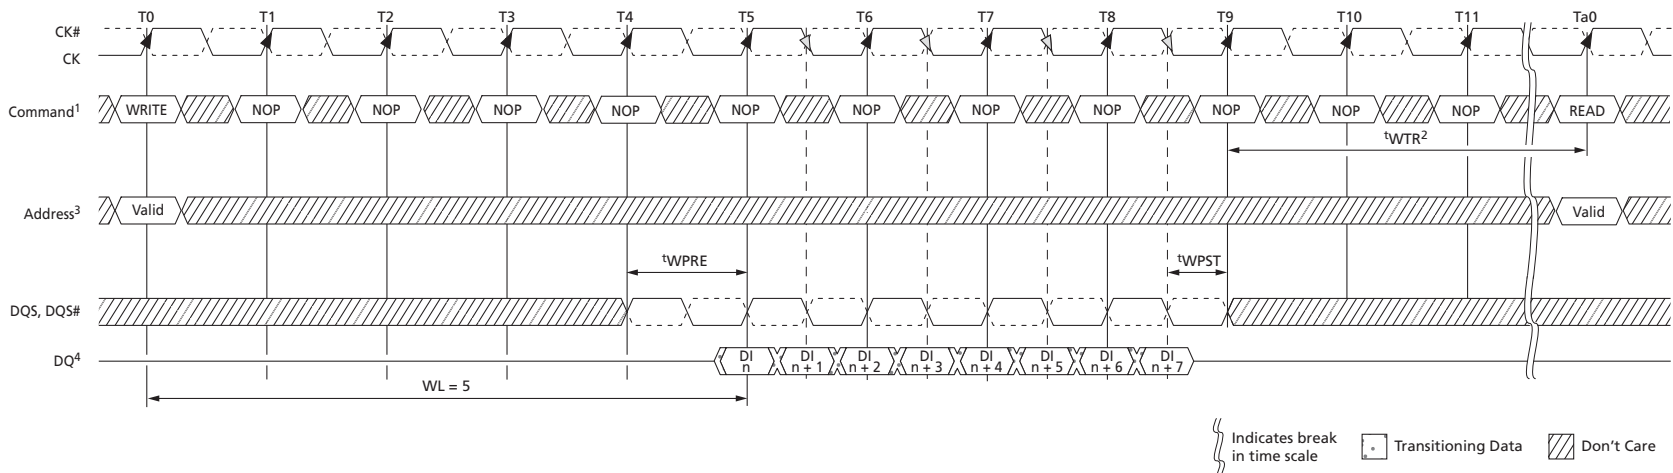 T0 T1 T2 T3 T4 T5 T6 T7 T8 T9 T10 T11 Ta0
CK#
CK
Command¹ WRITE NOP NOP NOP NOP NOP NOP NOP NOP NOP NOP NOP READ
ᵗWTR²
Address³ Valid Valid
ᵗWPRE ᵗWPST
DQS, DQS#
DQ⁴ DI n DI n + 1 DI n + 2 DI n + 3 DI n + 4 DI n + 5 DI n + 6 DI n + 7
WL = 5
Indicates break
in time scale
Transitioning Data
Don't Care